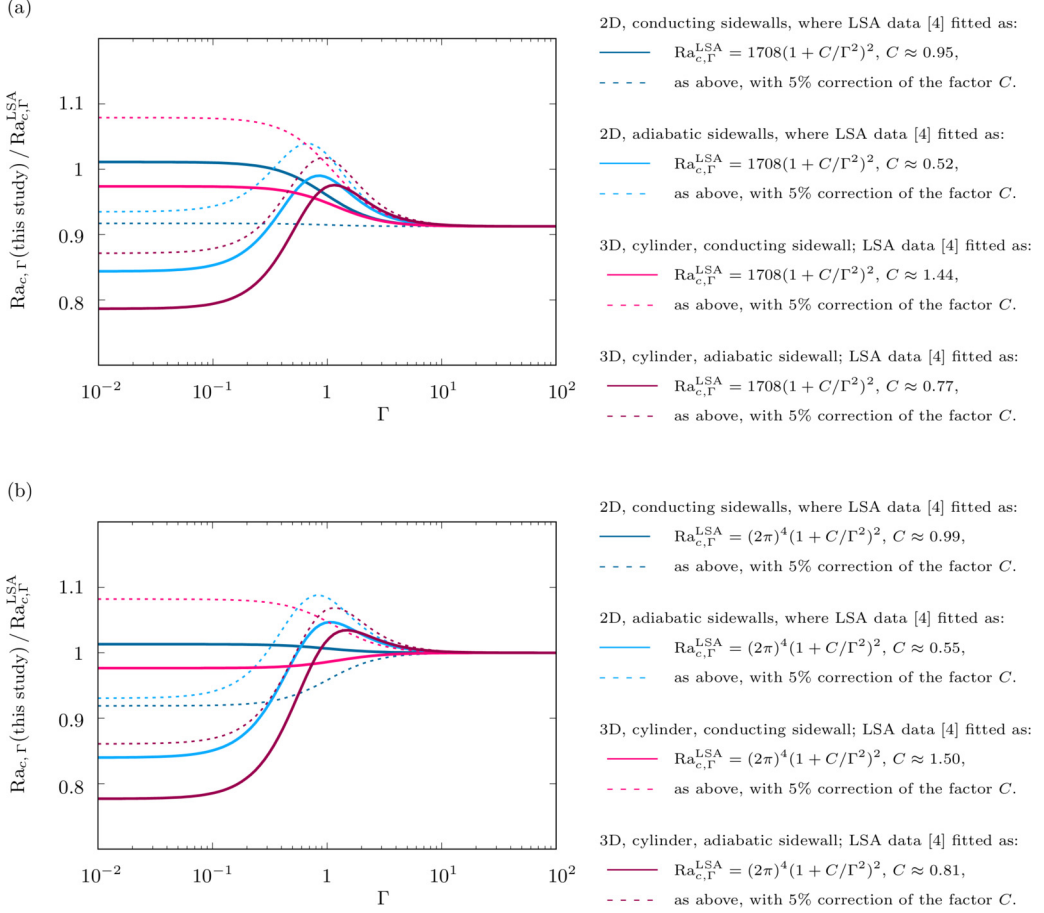 (a)
Ra_{c, Γ}(this study) / Ra^{LSA}_{c,Γ}
1.1
1
0.9
0.8
10^{−2}
10^{−1}
1
10^{1}
10^{2}
Γ
2D, conducting sidewalls, where LSA data [4] fitted as:
Ra^{LSA}_{c,Γ} = 1708(1 + C/Γ^2)^2, C ≈ 0.95,
as above, with 5% correction of the factor C.
2D, adiabatic sidewalls, where LSA data [4] fitted as:
Ra^{LSA}_{c,Γ} = 1708(1 + C/Γ^2)^2, C ≈ 0.52,
as above, with 5% correction of the factor C.
3D, cylinder, conducting sidewall; LSA data [4] fitted as:
Ra^{LSA}_{c,Γ} = 1708(1 + C/Γ^2)^2, C ≈ 1.44,
as above, with 5% correction of the factor C.
3D, cylinder, adiabatic sidewall; LSA data [4] fitted as:
Ra^{LSA}_{c,Γ} = 1708(1 + C/Γ^2)^2, C ≈ 0.77,
as above, with 5% correction of the factor C.
(b)
Ra_{c, Γ}(this study) / Ra^{LSA}_{c,Γ}
1.1
1
0.9
0.8
10^{−2}
10^{−1}
1
10^{1}
10^{2}
Γ
2D, conducting sidewalls, where LSA data [4] fitted as:
Ra^{LSA}_{c,Γ} = (2π)^4(1 + C/Γ^2)^2, C ≈ 0.99,
as above, with 5% correction of the factor C.
2D, adiabatic sidewalls, where LSA data [4] fitted as:
Ra^{LSA}_{c,Γ} = (2π)^4(1 + C/Γ^2)^2, C ≈ 0.55,
as above, with 5% correction of the factor C.
3D, cylinder, conducting sidewall; LSA data [4] fitted as:
Ra^{LSA}_{c,Γ} = (2π)^4(1 + C/Γ^2)^2, C ≈ 1.50,
as above, with 5% correction of the factor C.
3D, cylinder, adiabatic sidewall; LSA data [4] fitted as:
Ra^{LSA}_{c,Γ} = (2π)^4(1 + C/Γ^2)^2, C ≈ 0.81,
as above, with 5% correction of the factor C.